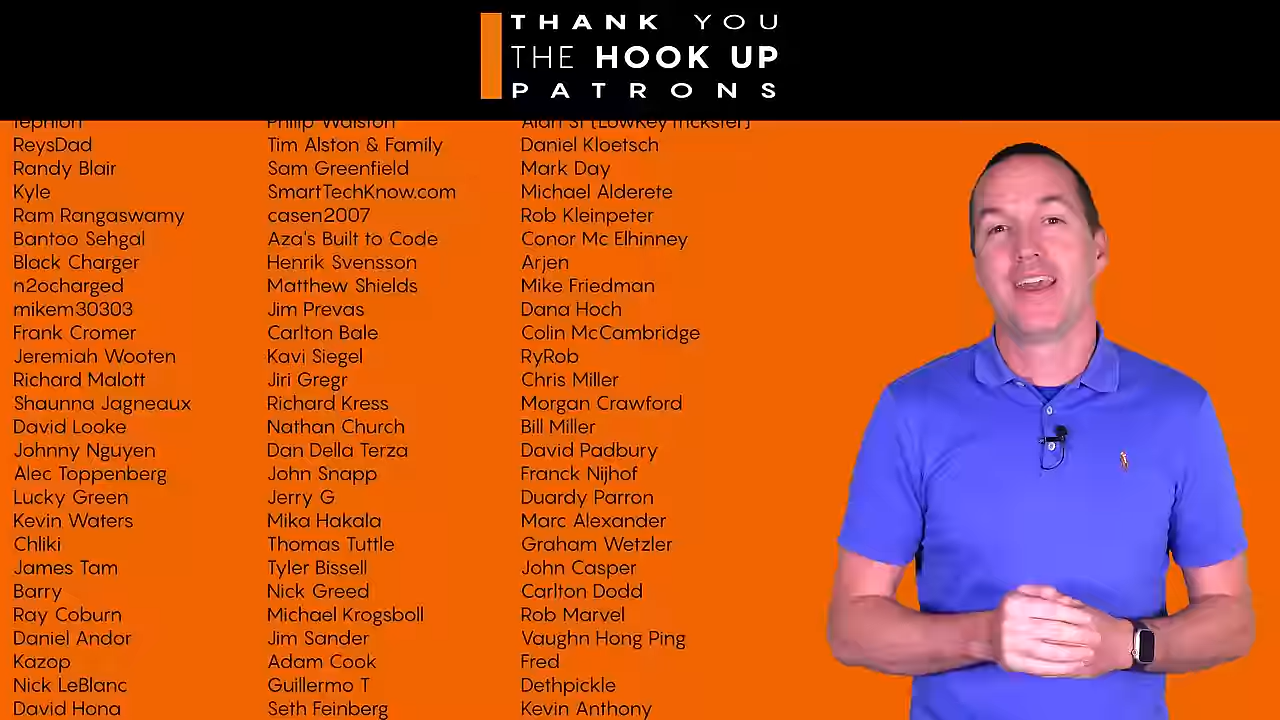 THANK YOU
THE HOOK UP
PATRONS
Philip Walston
Alan St [LowKeyTrickster]
ReysDad
Randy Blair
Kyle
Ram Rangaswamy
Bantoo Sehgal
Black Charger
n2ocharged
mikem30303
Frank Cromer
Jeremiah Wooten
Richard Malott
Shaunna Jagneaux
David Looke
Johnny Nguyen
Alec Toppenberg
Lucky Green
Kevin Waters
Chliki
James Tam
Barry
Ray Coburn
Daniel Andor
Kazop
Nick LeBlanc
David Hona
Tim Alston & Family
Sam Greenfield
SmartTechKnow.com
casen2007
Aza's Built to Code
Henrik Svensson
Matthew Shields
Jim Prevas
Carlton Bale
Kavi Siegel
Jiri Gregr
Richard Kress
Nathan Church
Dan Della Terza
John Snapp
Jerry G
Mika Hakala
Thomas Tuttle
Tyler Bissell
Nick Greed
Michael Krogsboll
Jim Sander
Adam Cook
Guillermo T
Seth Feinberg
Daniel Kloetsch
Mark Day
Michael Alderete
Rob Kleinpeter
Conor Mc Elhinney
Arjen
Mike Friedman
Dana Hoch
Colin McCambridge
RyRob
Chris Miller
Morgan Crawford
Bill Miller
David Padbury
Franck Nijhof
Duardy Parron
Marc Alexander
Graham Wetzler
John Casper
Carlton Dodd
Rob Marvel
Vaughn Hong Ping
Fred
Dethpickle
Kevin Anthony